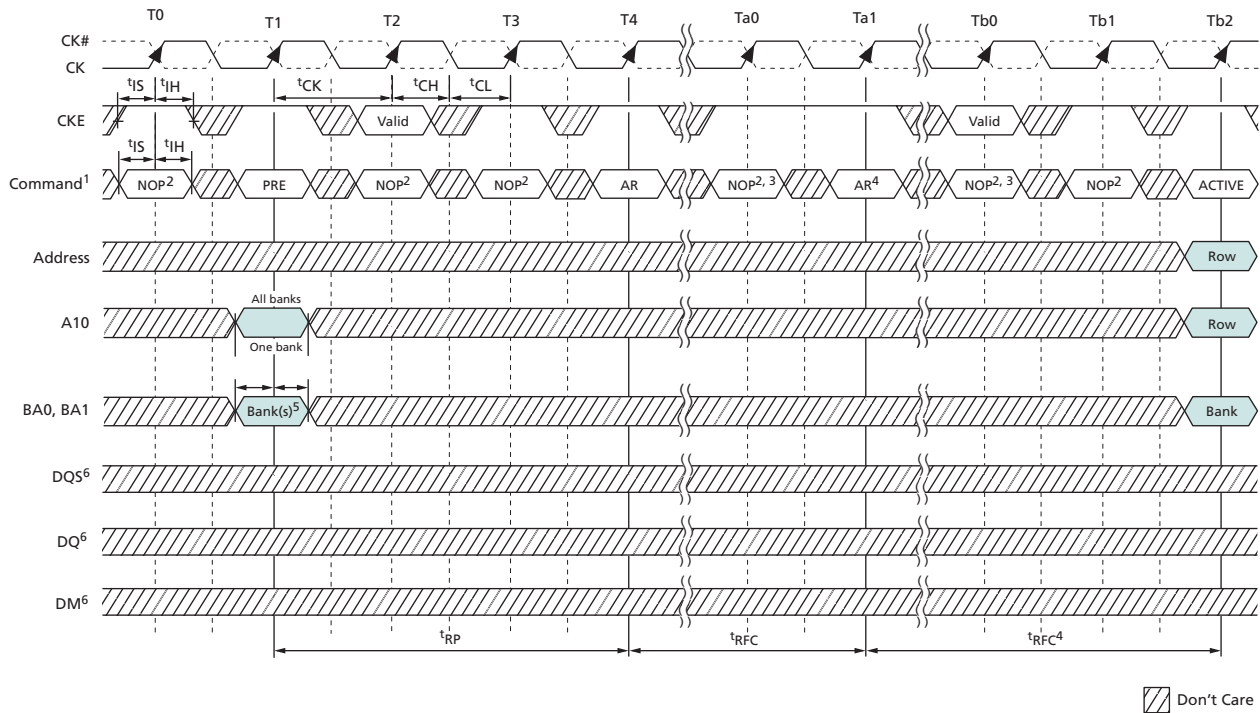 T0 T1 T2 T3 T4 Ta0 Ta1 Tb0 Tb1 Tb2
CK#
CK
tIS tIH tCK tCH tCL
CKE Valid Valid
tIS tIH
Command1 NOP2 PRE NOP2 NOP2 AR NOP2, 3 AR4 NOP2, 3 NOP2 ACTIVE
Address Row
All banks
A10 Row
One bank
BA0, BA1 Bank(s)5 Bank
DQS6
DQ6
DM6
tRP tRFC tRFC4
Don't Care